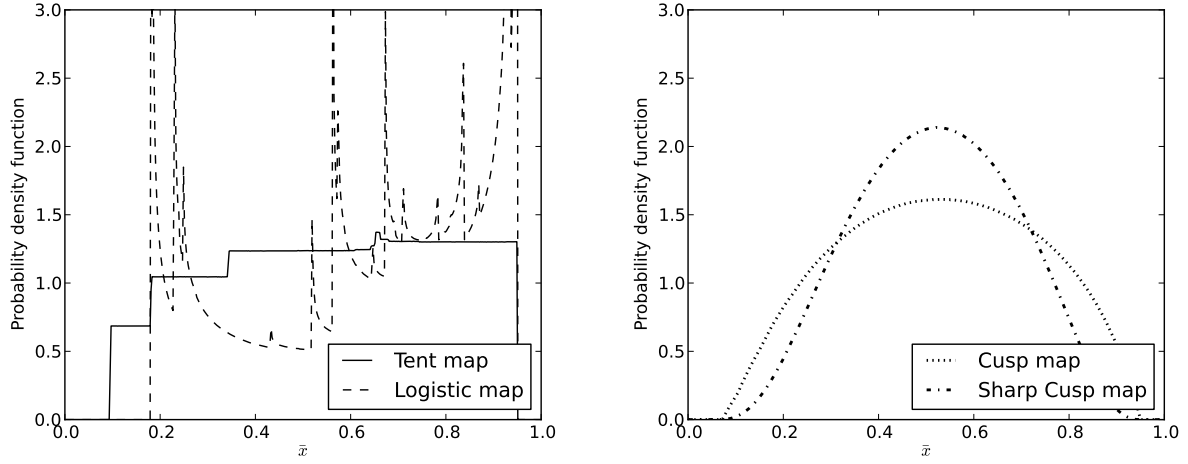 Probability density function
3.0
2.5
2.0
1.5
1.0
0.5
0.0
0.0 0.2 0.4 0.6 0.8 1.0
x̄
Tent map
Logistic map
Probability density function
3.0
2.5
2.0
1.5
1.0
0.5
0.0
0.0 0.2 0.4 0.6 0.8 1.0
x̄
Cusp map
Sharp Cusp map